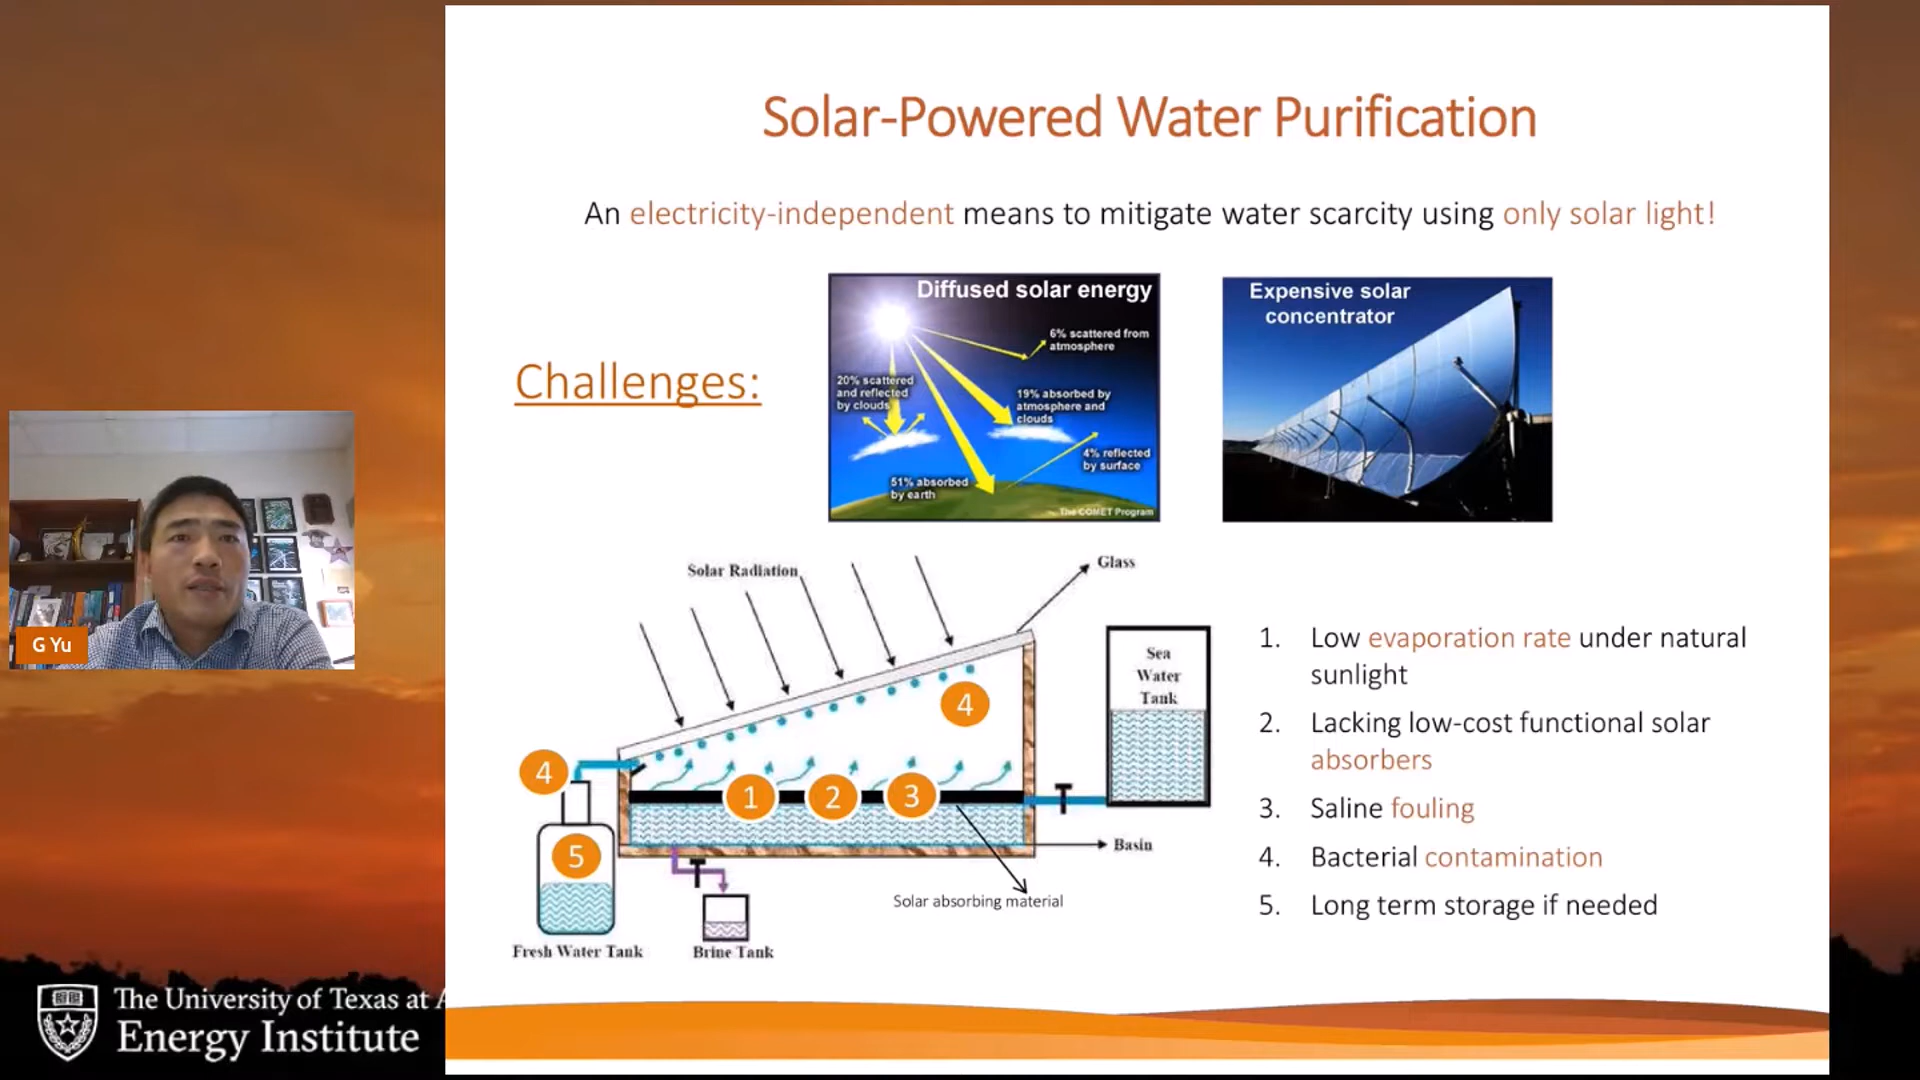 Solar-Powered Water Purification
An electricity-independent means to mitigate water scarcity using only solar light!
Challenges:
Diffused solar energy
6% scattered from
atmosphere
20% scattered
and reflected
by clouds
19% absorbed by
atmosphere and
clouds
4% reflected
by surface
51% absorbed
by earth
The COMET Program
Expensive solar
concentrator
Solar Radiation
Glass
Sea
Water
Tank
4
4
1
2
3
5
Basin
Solar absorbing material
Fresh Water Tank
Brine Tank
1. Low evaporation rate under natural
sunlight
2. Lacking low-cost functional solar
absorbers
3. Saline fouling
4. Bacterial contamination
5. Long term storage if needed
G Yu
The University of Texas at A
Energy Institute